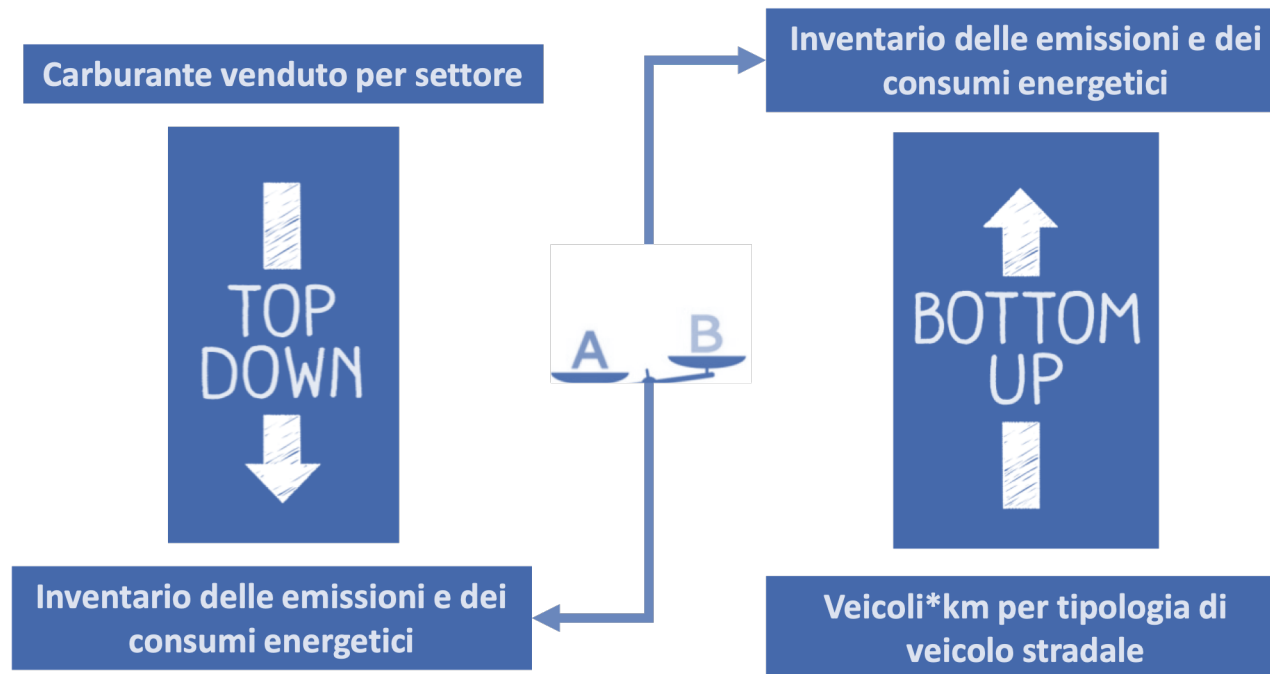 Carburante venduto per settore
TOP
DOWN
Inventario delle emissioni e dei
consumi energetici
A
B
Inventario delle emissioni e dei
consumi energetici
BOTTOM
UP
Veicoli*km per tipologia di
veicolo stradale